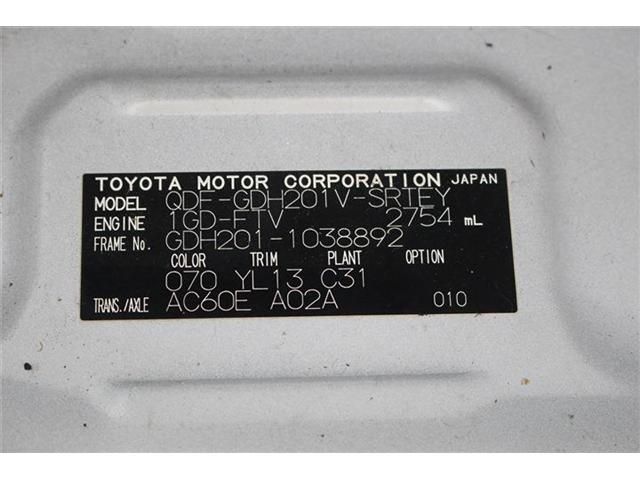 TOYOTA MOTOR CORPORATION JAPAN
MODEL QDF-GDH201V-SRTEY
ENGINE 1GD-FTV 2754 mL
FRAME No. GDH201-1038892
COLOR TRIM PLANT OPTION
070 YL13 C31
TRANS./AXLE AC60E A02A 010